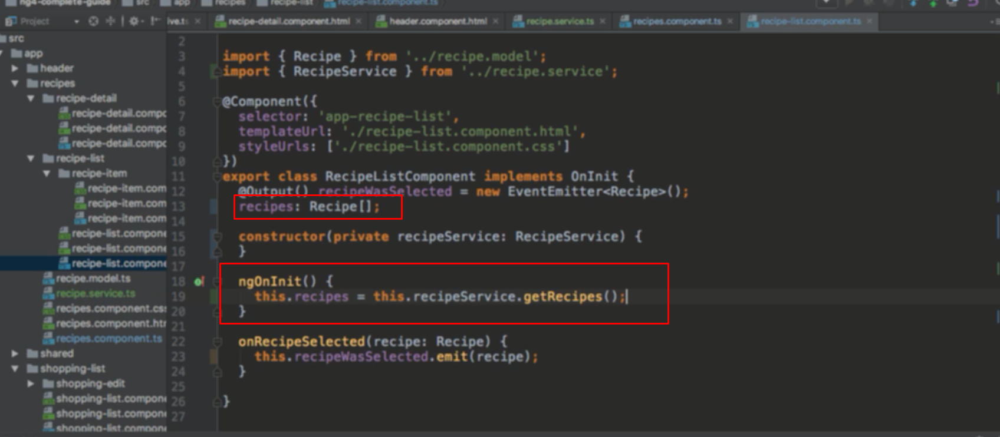 ng4-complete-guide src app recipes recipe-list recipe-list.component.ts
Project ive.ts recipe-detail.component.html header.component.html recipe.service.ts recipes.component.ts recipe-list.component.ts
src
app
header
recipes
recipe-detail
recipe-detail.compo
recipe-detail.compo
recipe-detail.compo
recipe-list
recipe-item
recipe-item.com
recipe-item.com
recipe-item.com
recipe-list.compone
recipe-list.compone
recipe-list.compone
recipe.model.ts
recipe.service.ts
recipes.component.css
recipes.component.htm
recipes.component.ts
shared
shopping-list
shopping-edit
shopping-list.compone
shopping-list.compone
shopping-list.compone
2
3 import { Recipe } from '../recipe.model';
4 import { RecipeService } from '../recipe.service';
5
6 @Component({
7 selector: 'app-recipe-list',
8 templateUrl: './recipe-list.component.html',
9 styleUrls: ['./recipe-list.component.css']
10 })
11 export class RecipeListComponent implements OnInit {
12 @Output() recipeWasSelected = new EventEmitter<Recipe>();
13 recipes: Recipe[];
14
15 constructor(private recipeService: RecipeService) {
16 }
17
18 ngOnInit() {
19 this.recipes = this.recipeService.getRecipes();
20 }
21
22 onRecipeSelected(recipe: Recipe) {
23 this.recipeWasSelected.emit(recipe);
24 }
25
26 }
27